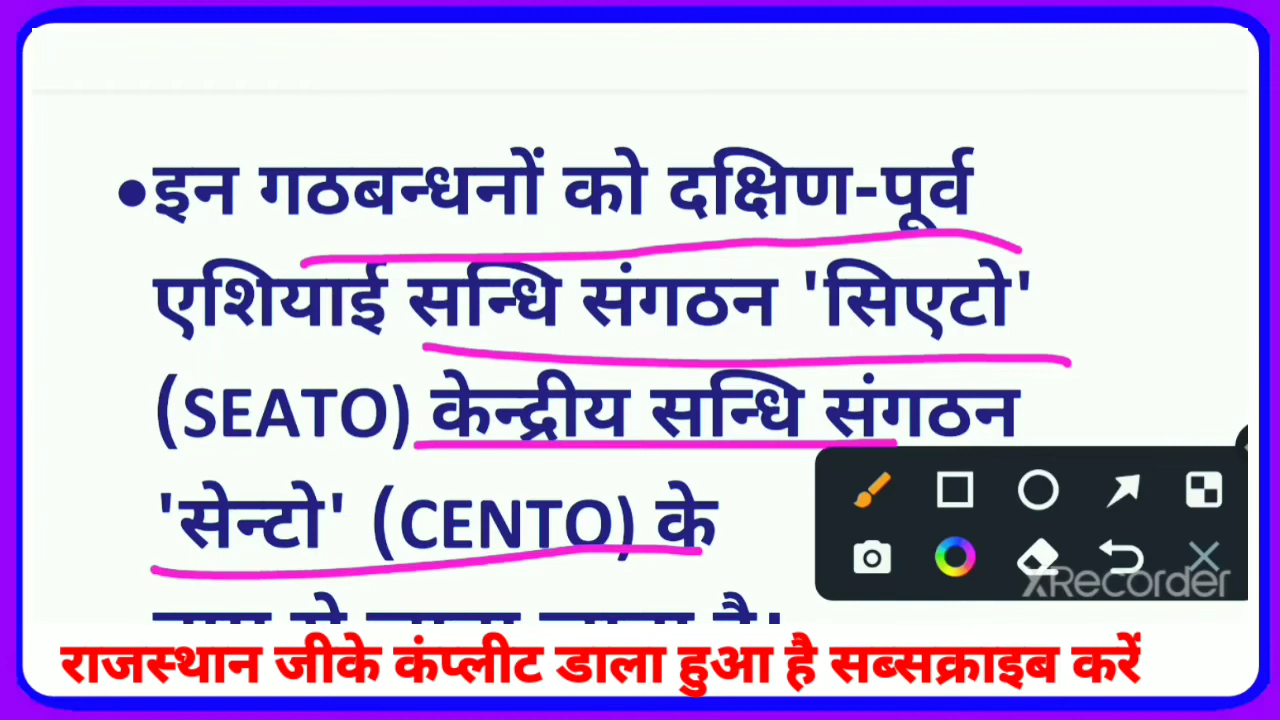 •इन गठबन्धनों को दक्षिण-पूर्व
एशियाई सन्धि संगठन 'सिएटो'
(SEATO) केन्द्रीय सन्धि संगठन
'सेन्टो' (CENTO) के
XRecorder
राजस्थान जीके कंप्लीट डाला हुआ है सब्सक्राइब करें